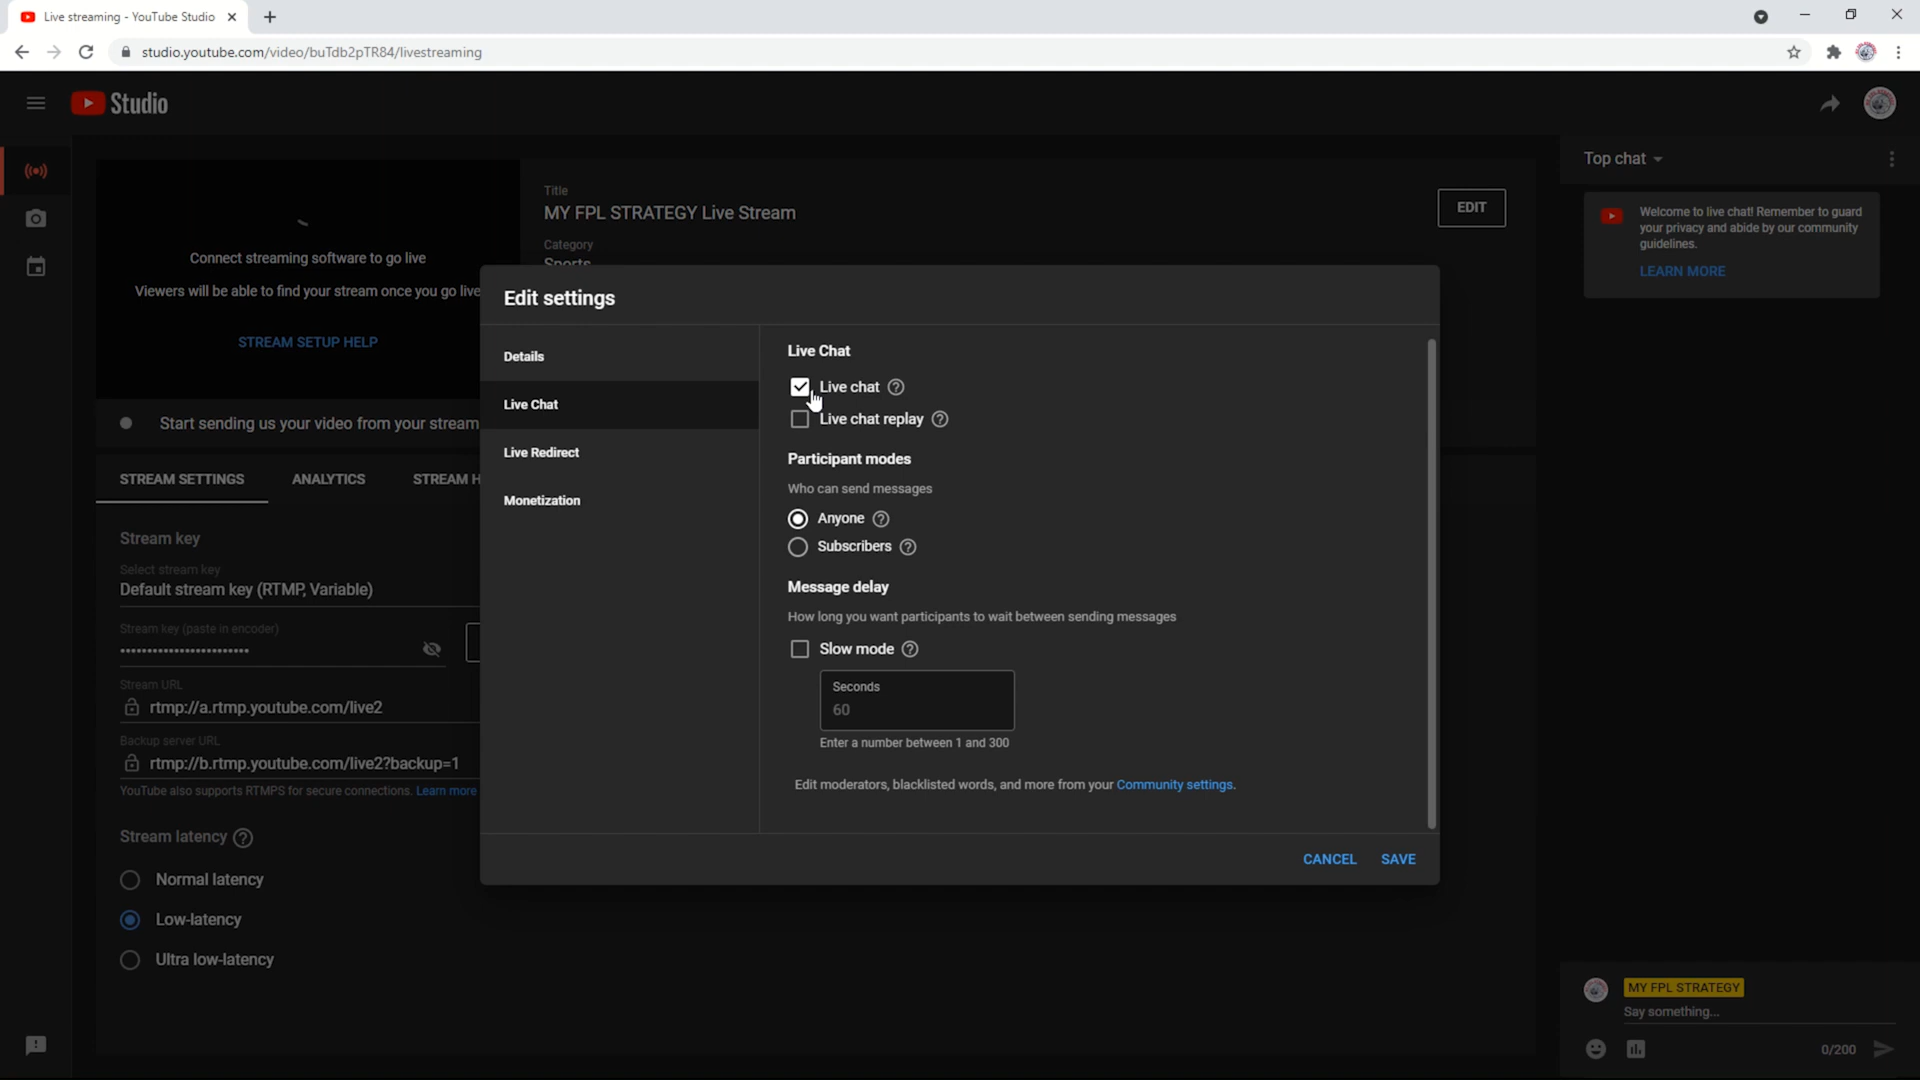 Live streaming - YouTube Studio
studio.youtube.com/video/buTdb2pTR84/livestreaming
Studio
Connect streaming software to go live
Viewers will be able to find your stream once you go live
STREAM SETUP HELP
Start sending us your video from your stream
Title
MY FPL STRATEGY Live Stream
Category
Sports
EDIT
STREAM SETTINGS
ANALYTICS
STREAM H
Stream key
Select stream key
Default stream key (RTMP, Variable)
Stream key (paste in encoder)
Stream URL
rtmp://a.rtmp.youtube.com/live2
Backup server URL
rtmp://b.rtmp.youtube.com/live2?backup=1
YouTube also supports RTMPS for secure connections. Learn more
Stream latency
Normal latency
Low-latency
Ultra low-latency
Edit settings
Details
Live Chat
Live Redirect
Monetization
Live Chat
Live chat
Live chat replay
Participant modes
Who can send messages
Anyone
Subscribers
Message delay
How long you want participants to wait between sending messages
Slow mode
Seconds
60
Enter a number between 1 and 300
Edit moderators, blacklisted words, and more from your Community settings.
CANCEL
SAVE
Top chat
Welcome to live chat! Remember to guard
your privacy and abide by our community
guidelines.
LEARN MORE
MY FPL STRATEGY
Say something...
0/200